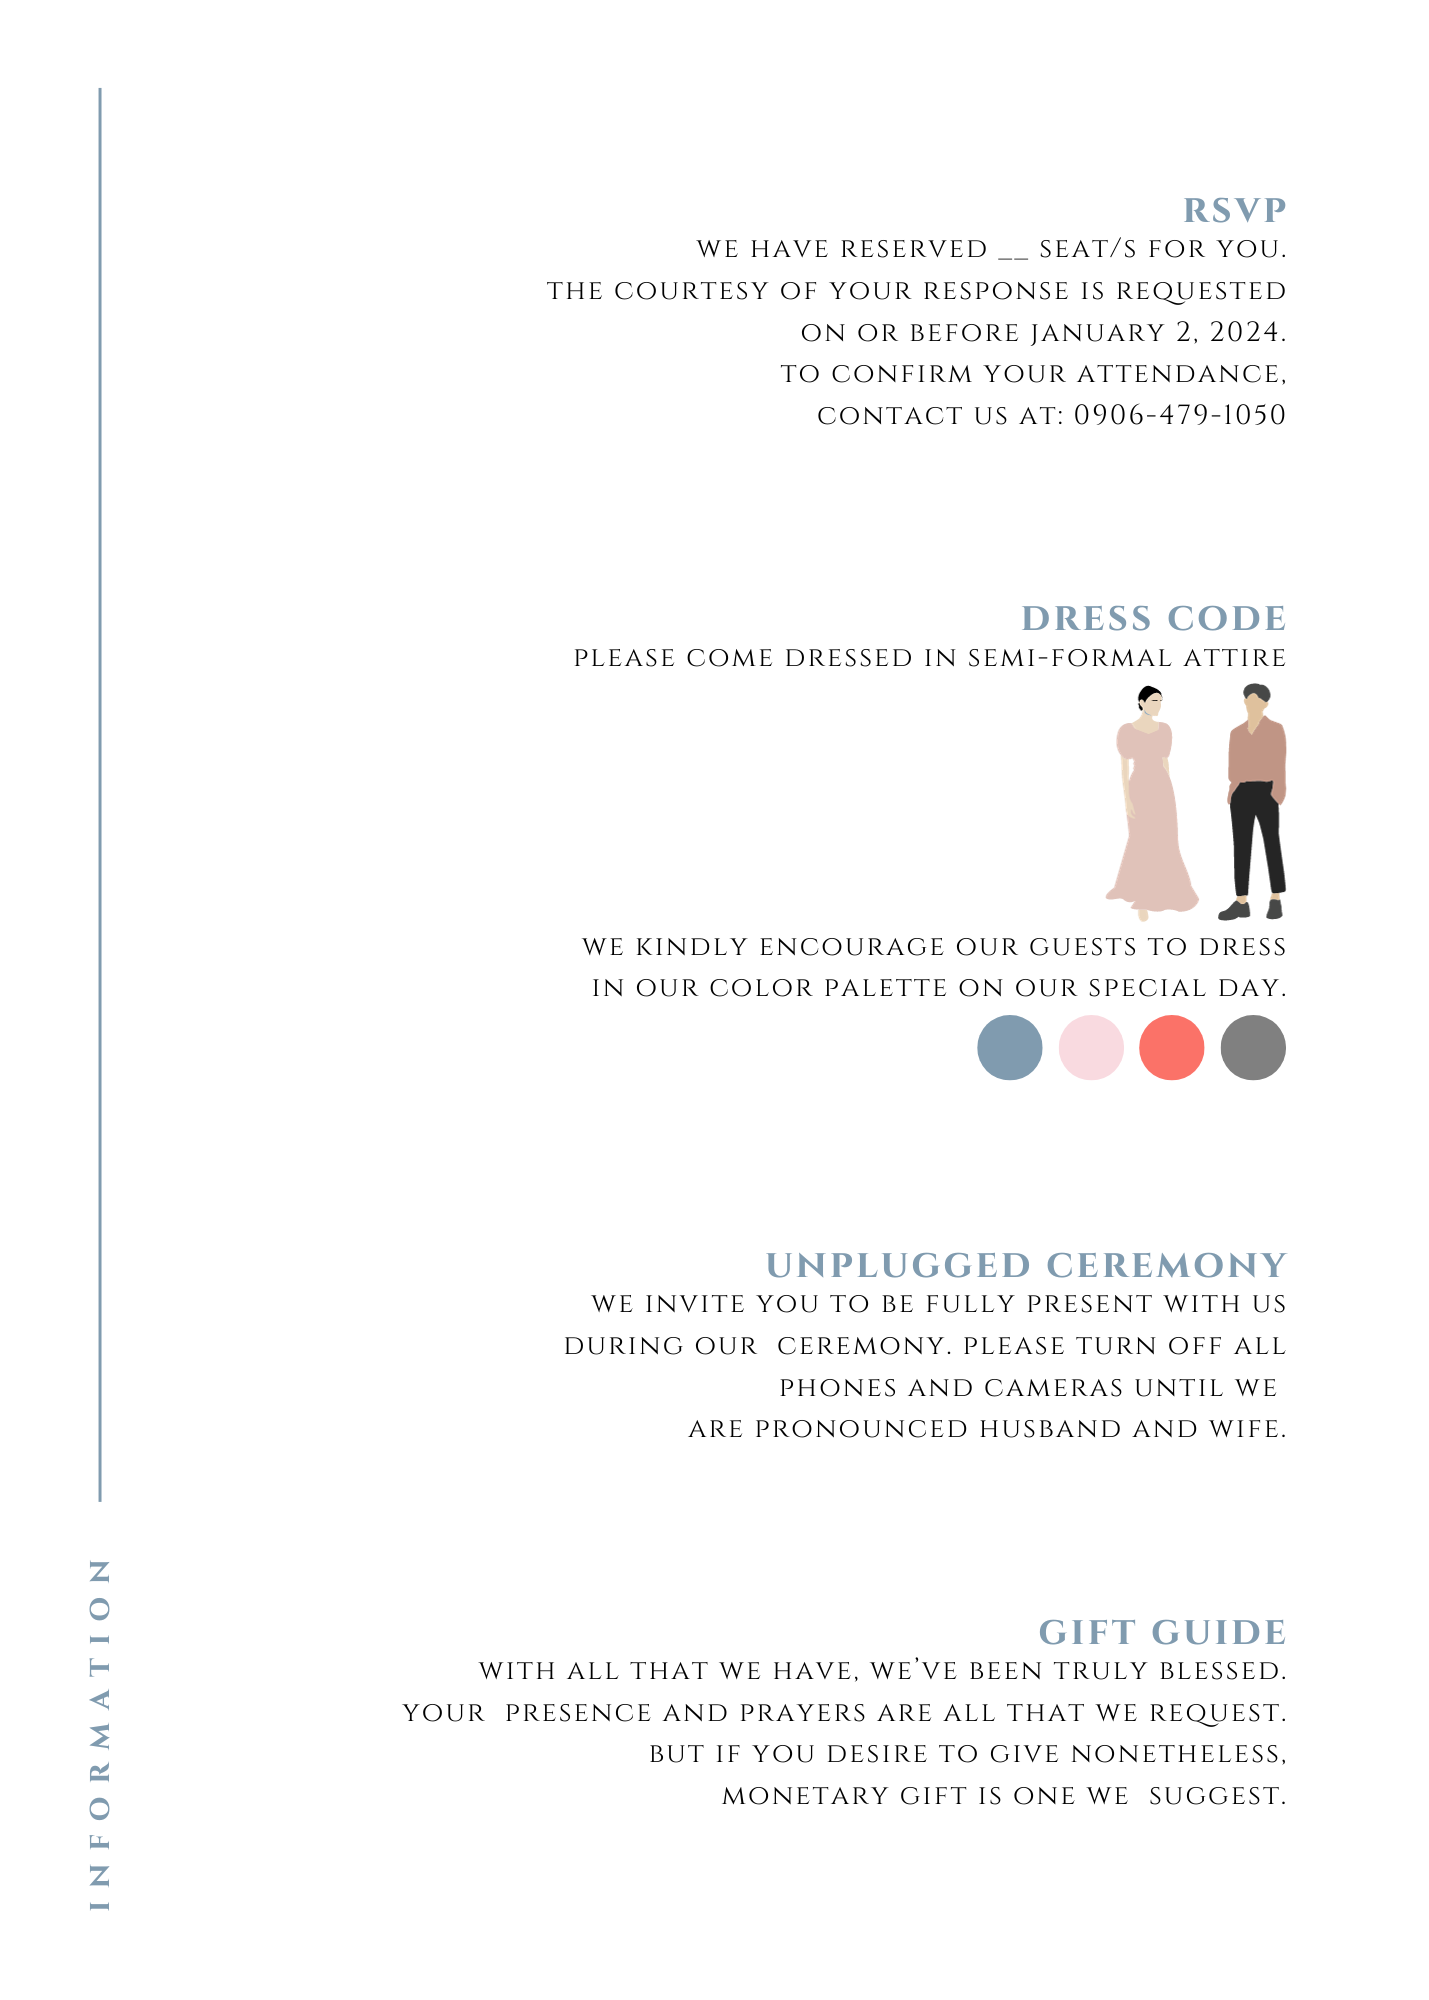 RSVP
WE HAVE RESERVED __ SEAT/S FOR YOU.
THE COURTESY OF YOUR RESPONSE IS REQUESTED
ON OR BEFORE JANUARY 2, 2024.
TO CONFIRM YOUR ATTENDANCE,
CONTACT US AT: 0906-479-1050
DRESS CODE
PLEASE COME DRESSED IN SEMI-FORMAL ATTIRE
WE KINDLY ENCOURAGE OUR GUESTS TO DRESS
IN OUR COLOR PALETTE ON OUR SPECIAL DAY.
UNPLUGGED CEREMONY
WE INVITE YOU TO BE FULLY PRESENT WITH US
DURING OUR CEREMONY. PLEASE TURN OFF ALL
PHONES AND CAMERAS UNTIL WE
ARE PRONOUNCED HUSBAND AND WIFE.
GIFT GUIDE
WITH ALL THAT WE HAVE, WE'VE BEEN TRULY BLESSED.
YOUR PRESENCE AND PRAYERS ARE ALL THAT WE REQUEST.
BUT IF YOU DESIRE TO GIVE NONETHELESS,
MONETARY GIFT IS ONE WE SUGGEST.
INFORMATION